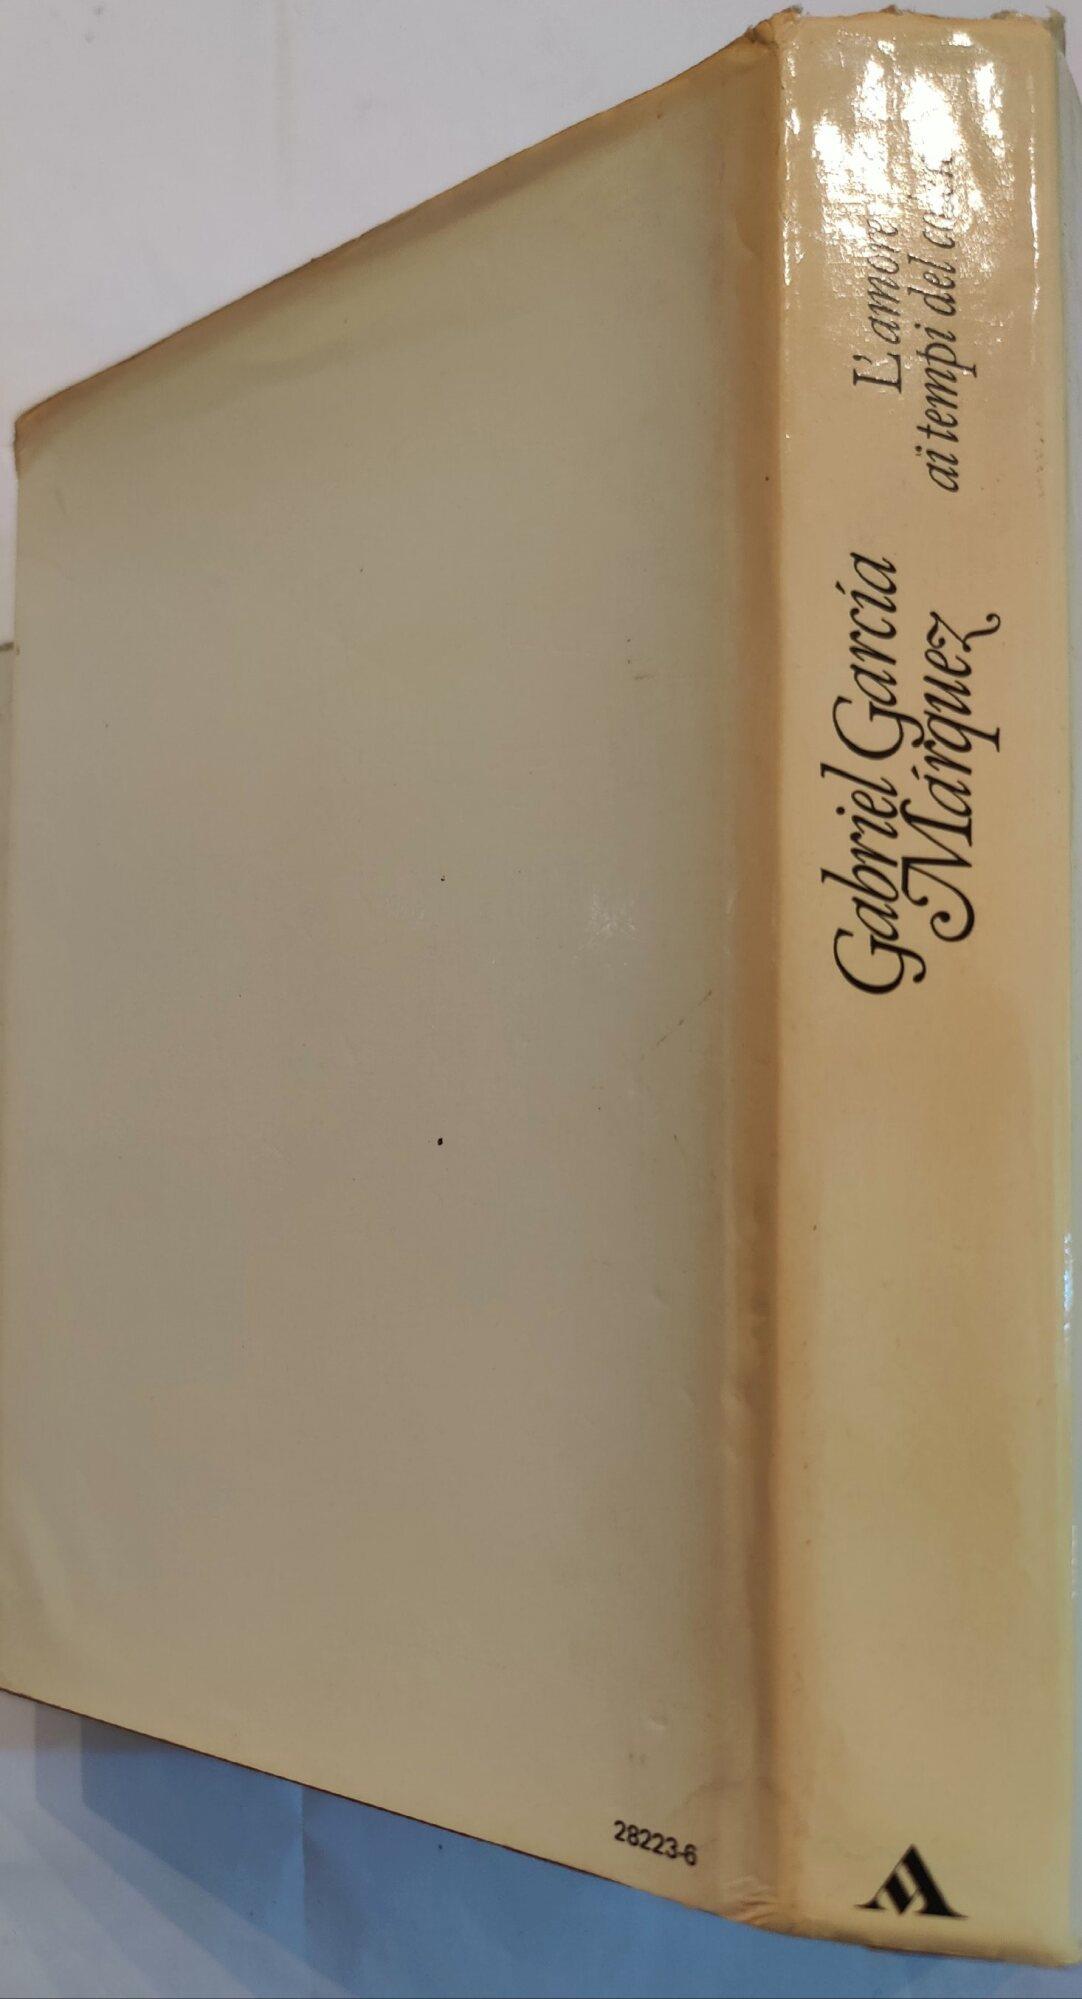 Gabriel García
Márquez
L'amore
ai tempi del
28223-6